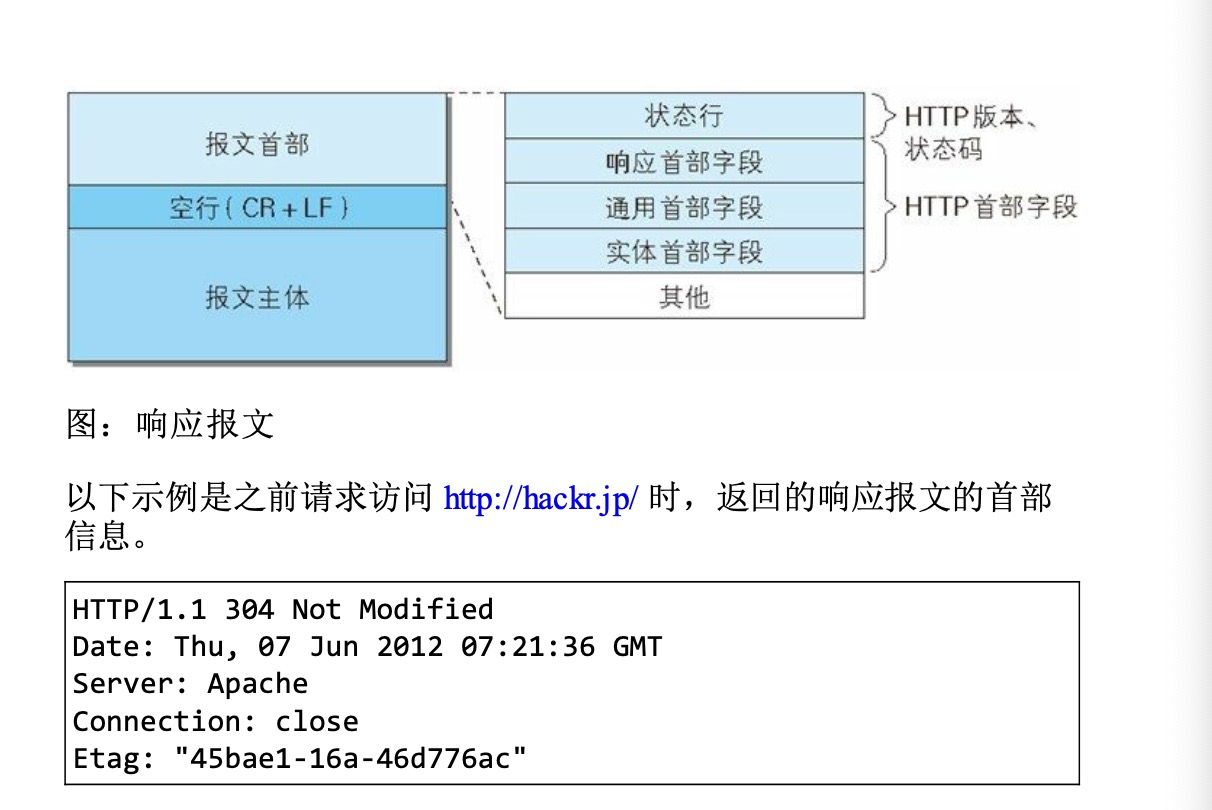 报文首部
空行(CR+LF)
报文主体
状态行
响应首部字段
通用首部字段
实体首部字段
其他
HTTP版本、
状态码
HTTP首部字段
图：响应报文
以下示例是之前请求访问 http://hackr.jp/ 时，返回的响应报文的首部
信息。
HTTP/1.1 304 Not Modified
Date: Thu, 07 Jun 2012 07:21:36 GMT
Server: Apache
Connection: close
Etag: "45bae1-16a-46d776ac"